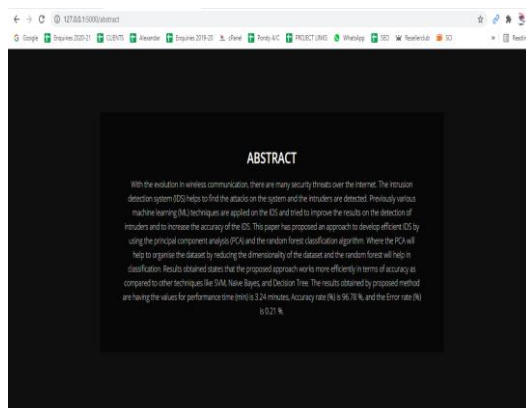 127.0.0.1:5000/abstract
Google Enquires 2020-21 CLIENTS Alexandar Enquires 2019-20 cPanel Pondy A/C PROJECT LINKS WhatsApp SEO Resellerclub SCI » Readin
ABSTRACT
With the evolution in wireless communication, there are many security threats over the internet. The intrusion
detection system (IDS) helps to find the attacks on the system and the intruders are detected. Previously various
machine learning (ML) techniques are applied on the IDS and tried to improve the results on the detection of
intruders and to increase the accuracy of the IDS. This paper has proposed an approach to develop efficient IDS by
using the principal component analysis (PCA) and the random forest classification algorithm. Where the PCA will
help to organise the dataset by reducing the dimensionality of the dataset and the random forest will help in
classification. Results obtained states that the proposed approach works more efficiently in terms of accuracy as
compared to other techniques like SVM, Naive Bayes, and Decision Tree. The results obtained by proposed method
are having the values for performance time (min) is 3.24 minutes, Accuracy rate (%) is 96.78 %, and the Error rate (%)
is 0.21 %.